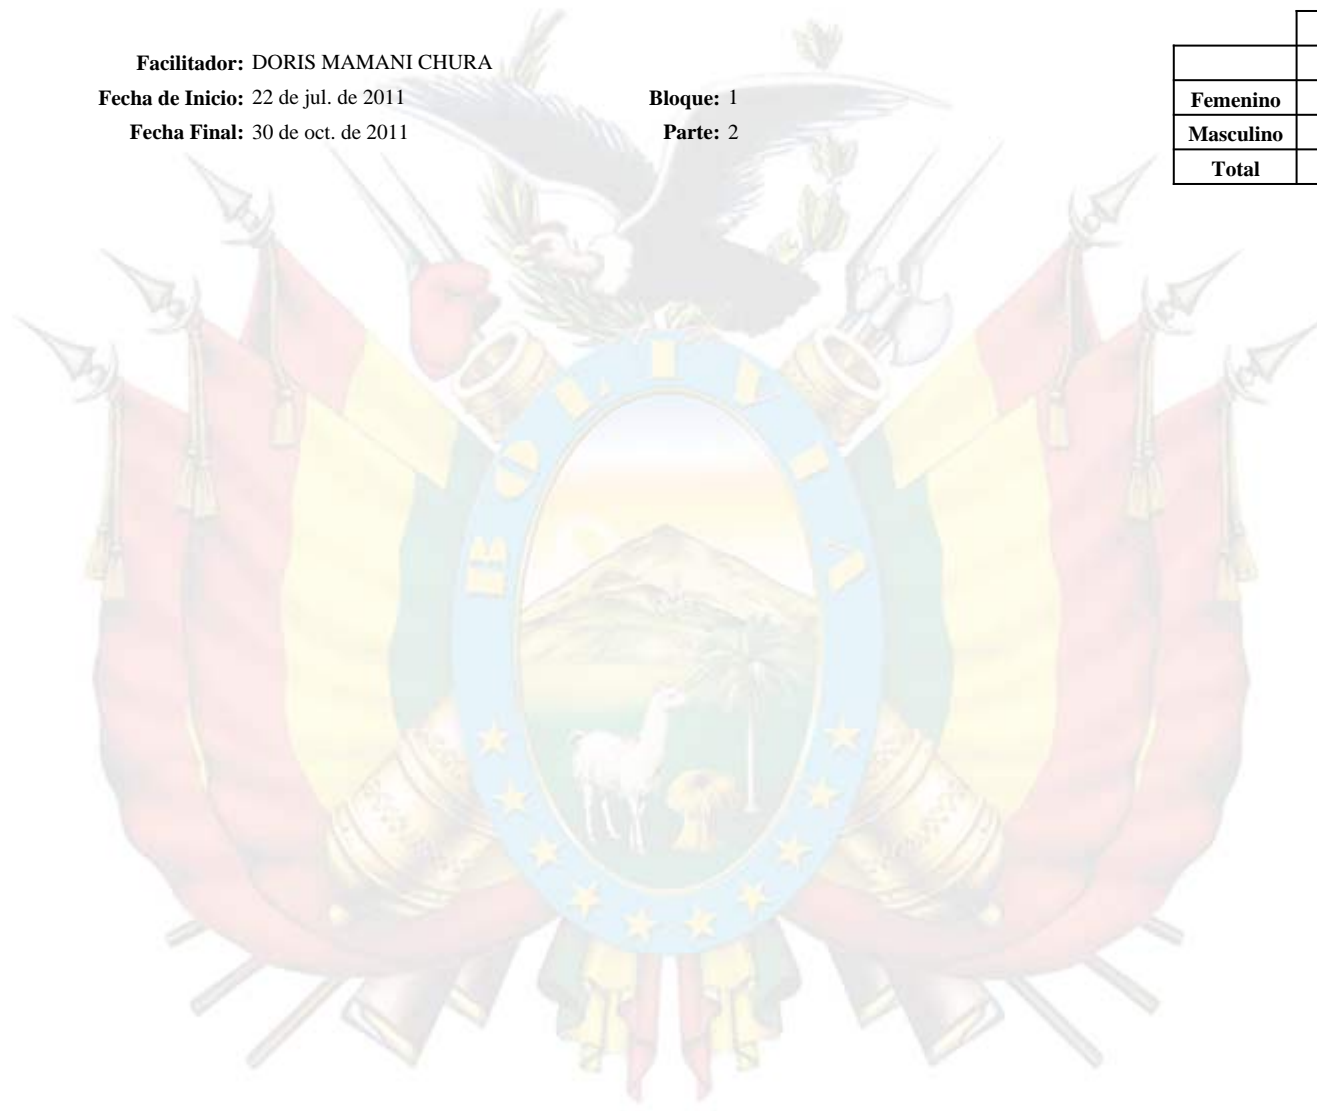 Facilitador: DORIS MAMANI CHURA
Fecha de Inicio: 22 de jul. de 2011 Bloque: 1
Fecha Final: 30 de oct. de 2011 Parte: 2
Femenino
Masculino
Total
BOLIVIA